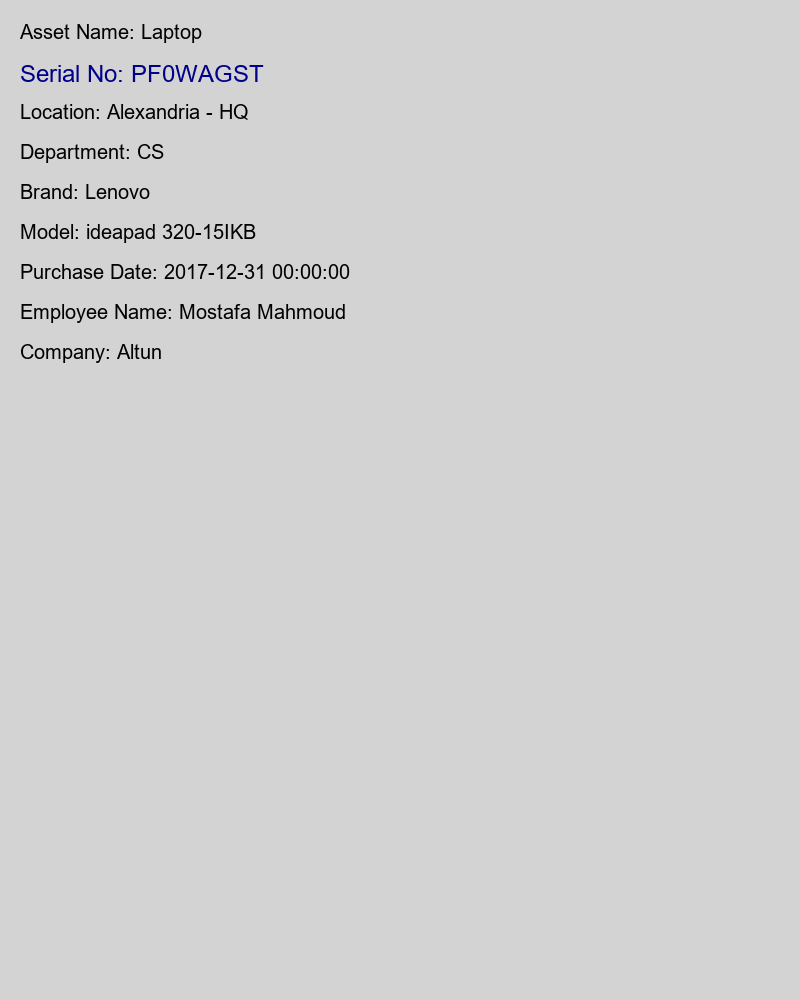 Asset Name: Laptop
Serial No: PF0WAGST
Location: Alexandria - HQ
Department: CS
Brand: Lenovo
Model: ideapad 320-15IKB
Purchase Date: 2017-12-31 00:00:00
Employee Name: Mostafa Mahmoud
Company: Altun